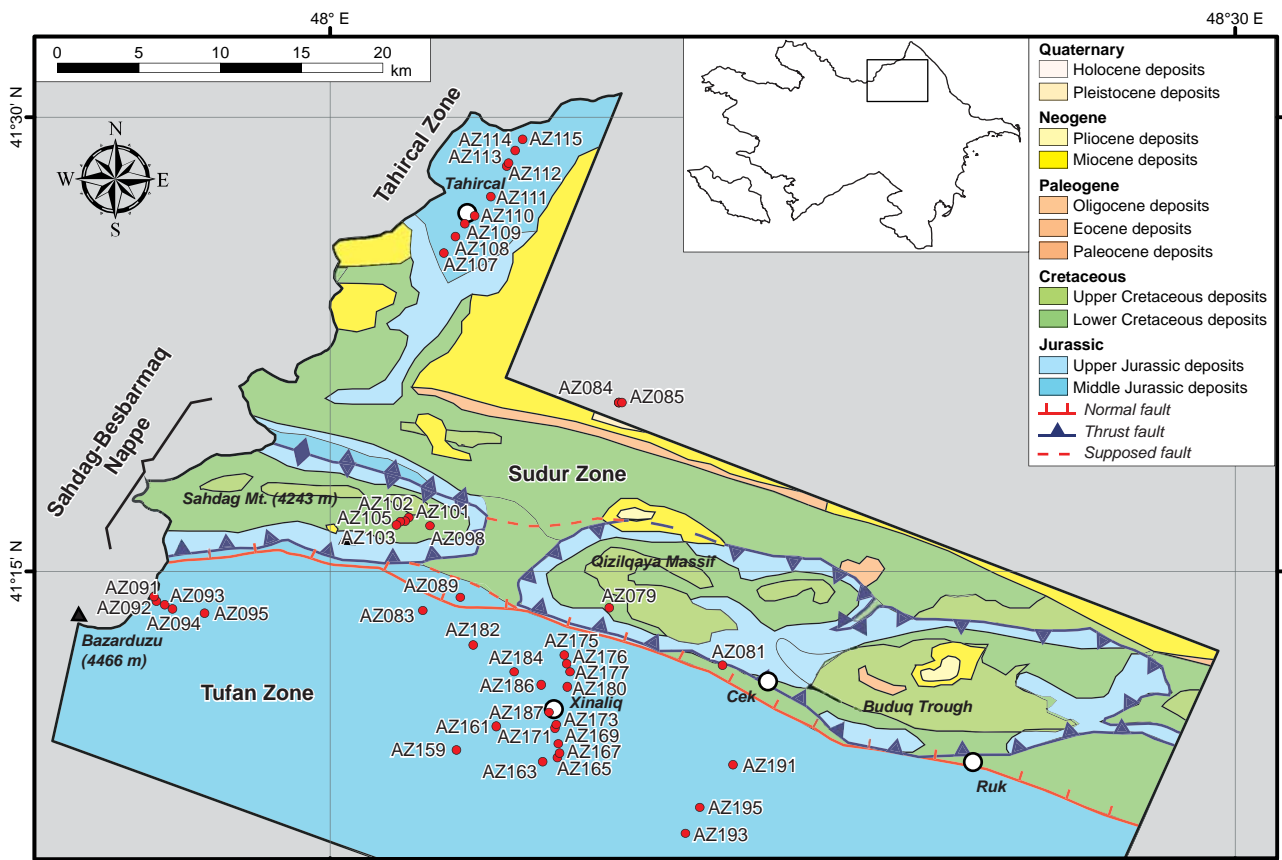 48° E
48°30' E
0 5 10 15 20
km
41°30' N
41°15' N
N
W
E
S
Tahircal Zone
Sahdag-Besbarmaq
Nappe
Sudur Zone
Tufan Zone
AZ114
AZ115
AZ113
AZ112
Tahircal
AZ111
AZ110
AZ109
AZ108
AZ107
AZ084
AZ085
Sahdag Mt. (4243 m)
AZ102
AZ101
AZ105
AZ103
AZ098
Qizilqaya Massif
AZ079
AZ091
AZ092
AZ093
AZ094
AZ095
Bazarduzu
(4466 m)
AZ089
AZ083
AZ182
AZ175
AZ176
AZ177
AZ184
AZ186
AZ180
Xinaliq
AZ187
AZ173
AZ161
AZ171
AZ169
AZ167
AZ159
AZ163
AZ165
AZ081
Cek
Buduq Trough
Ruk
AZ191
AZ195
AZ193
Quaternary
Holocene deposits
Pleistocene deposits
Neogene
Pliocene deposits
Miocene deposits
Paleogene
Oligocene deposits
Eocene deposits
Paleocene deposits
Cretaceous
Upper Cretaceous deposits
Lower Cretaceous deposits
Jurassic
Upper Jurassic deposits
Middle Jurassic deposits
Normal fault
Thrust fault
Supposed fault